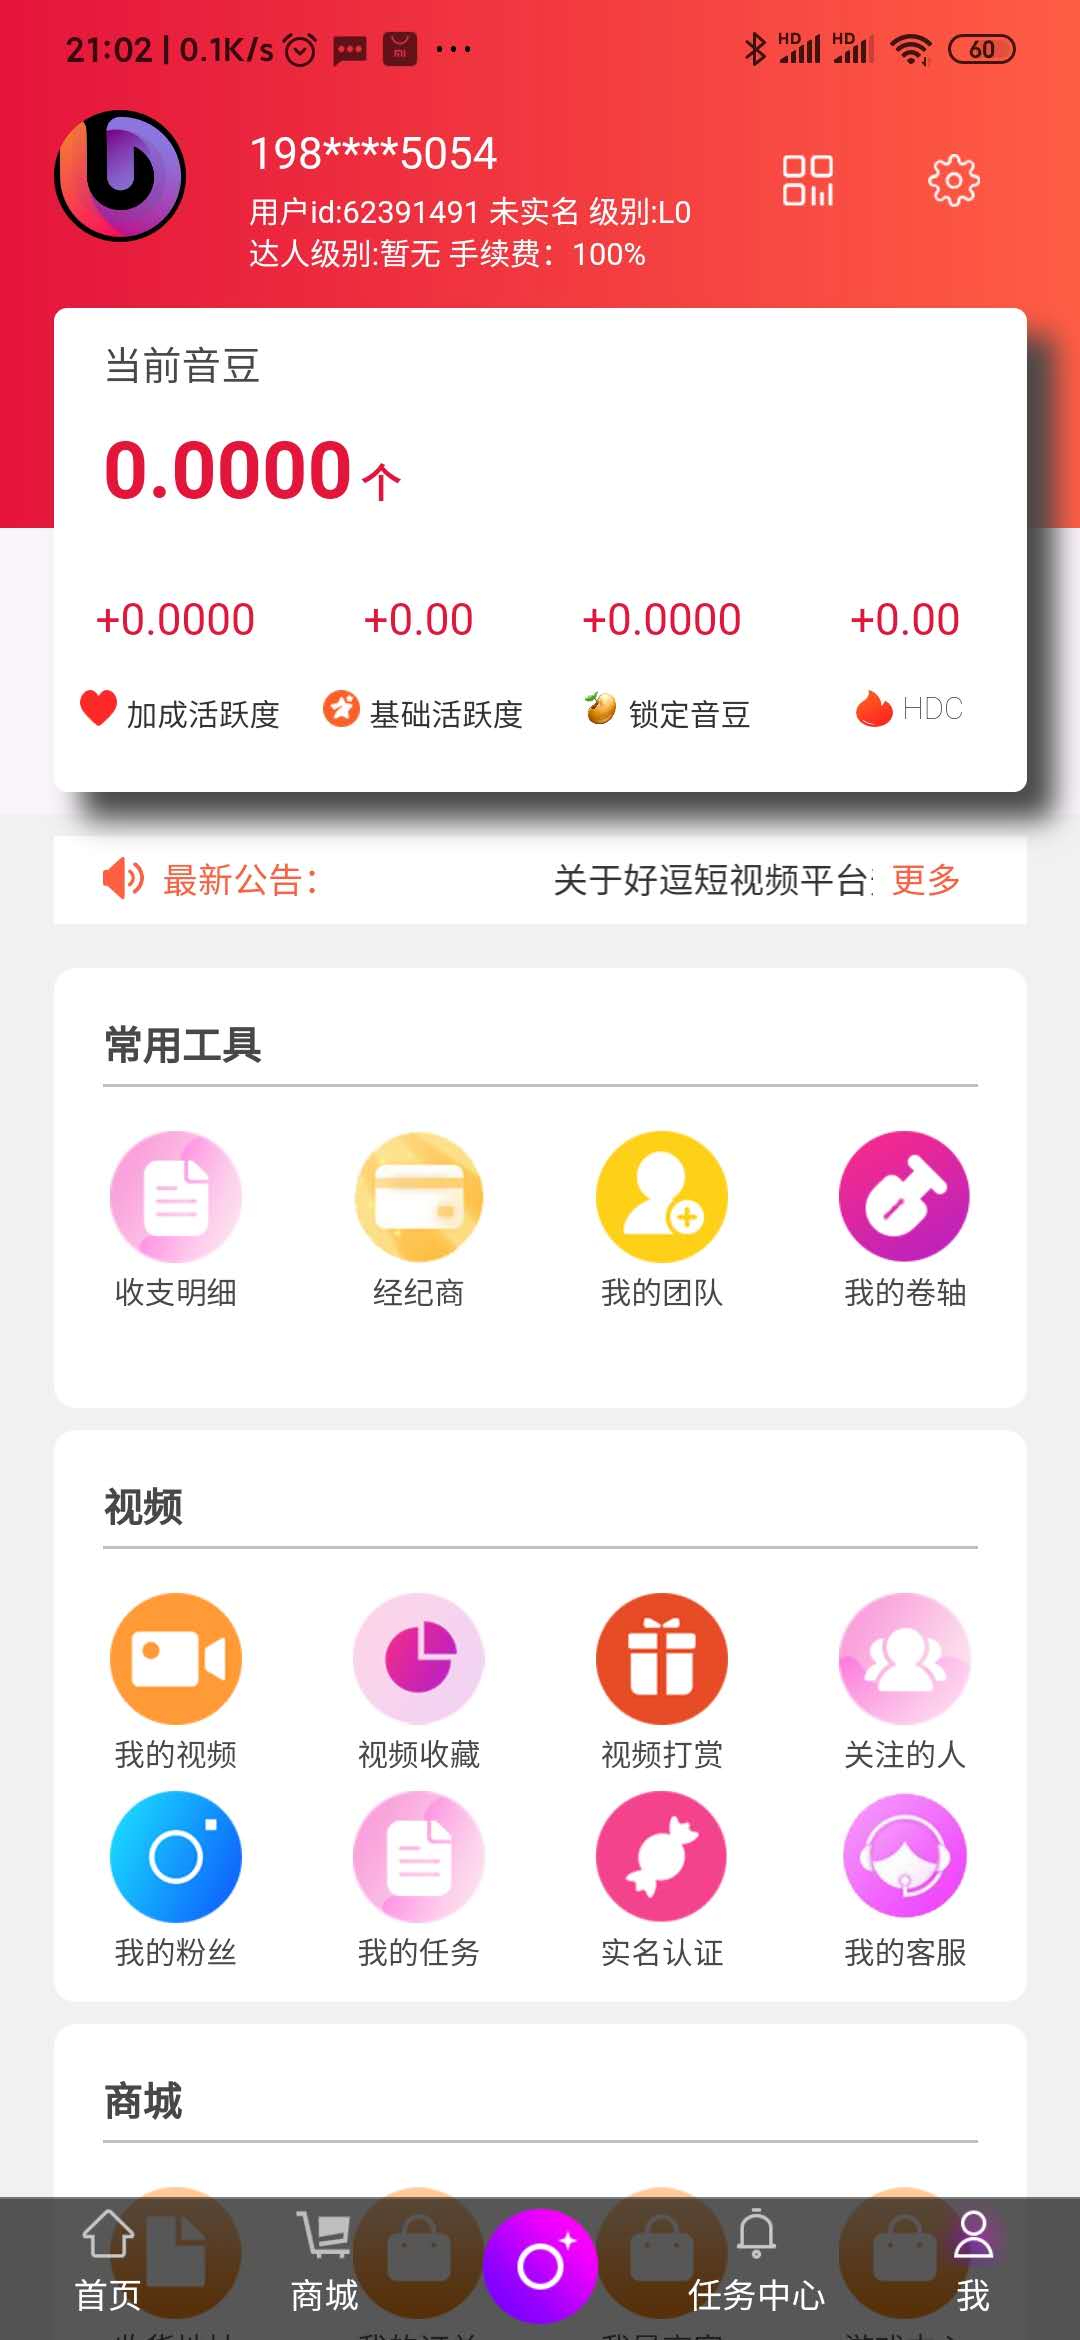 21:02 | 0.1K/s
HD HD 60
198****5054
用户id:62391491 未实名 级别:L0
达人级别:暂无 手续费：100%
当前音豆
0.0000 个
+0.0000 +0.00 +0.0000 +0.00
加成活跃度 基础活跃度 锁定音豆 HDC
最新公告： 关于好逗短视频平台 更多
常用工具
收支明细 经纪商 我的团队 我的卷轴
视频
我的视频 视频收藏 视频打赏 关注的人
我的粉丝 我的任务 实名认证 我的客服
商城
首页 商城 任务中心 我